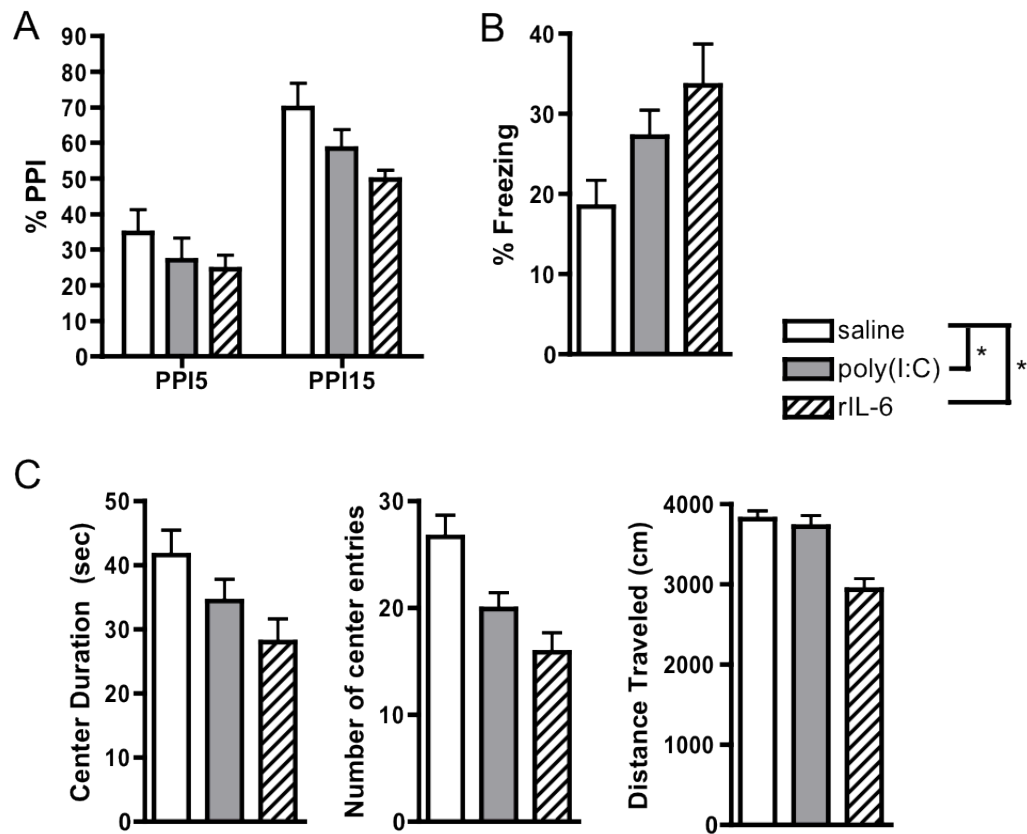 A
% PPI
90
80
70
60
50
40
30
20
10
0
PPI5
PPI15
B
% Freezing
40
30
20
10
0
saline
poly(I:C)
rIL-6
*
*
C
Center Duration (sec)
50
40
30
20
10
0
Number of center entries
30
20
10
0
Distance Traveled (cm)
4000
3000
2000
1000
0